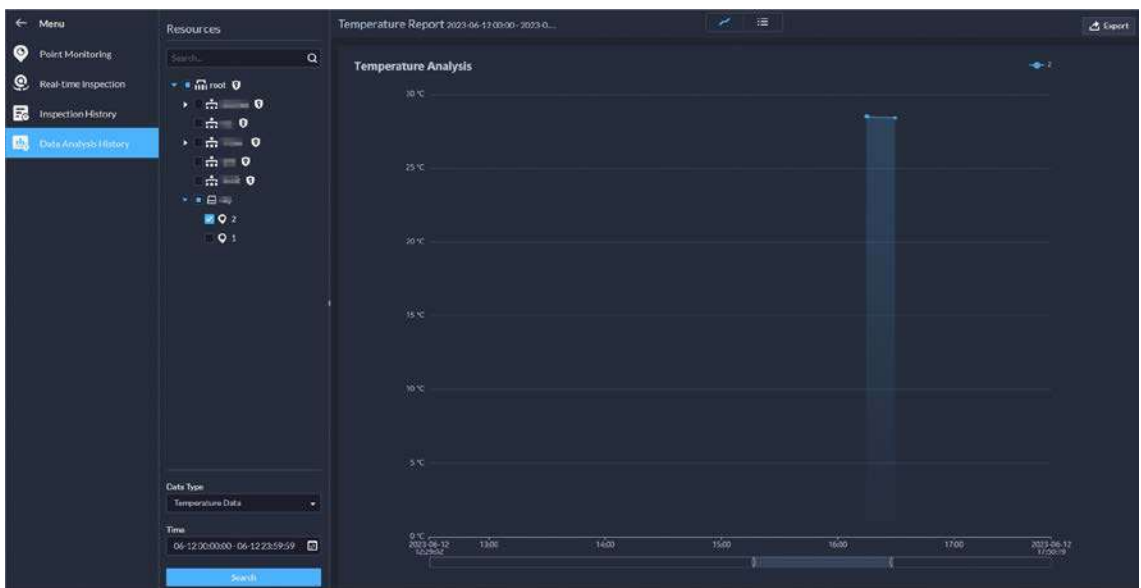 Menu
Point Monitoring
Real-time Inspection
Inspection History
Data Analysis History
Resources
Search...
root
2
1
Data Type
Temperature Data
Time
06-12 00:00:00 - 06-12 23:59:59
Search
Temperature Report 2023-06-12 00:00 - 2023-0...
Export
Temperature Analysis
2
30 °C
25 °C
20 °C
15 °C
10 °C
5 °C
0 °C
2023-06-12
12:29:52
13:00
14:00
15:00
16:00
17:00
2023-06-12
17:50:19